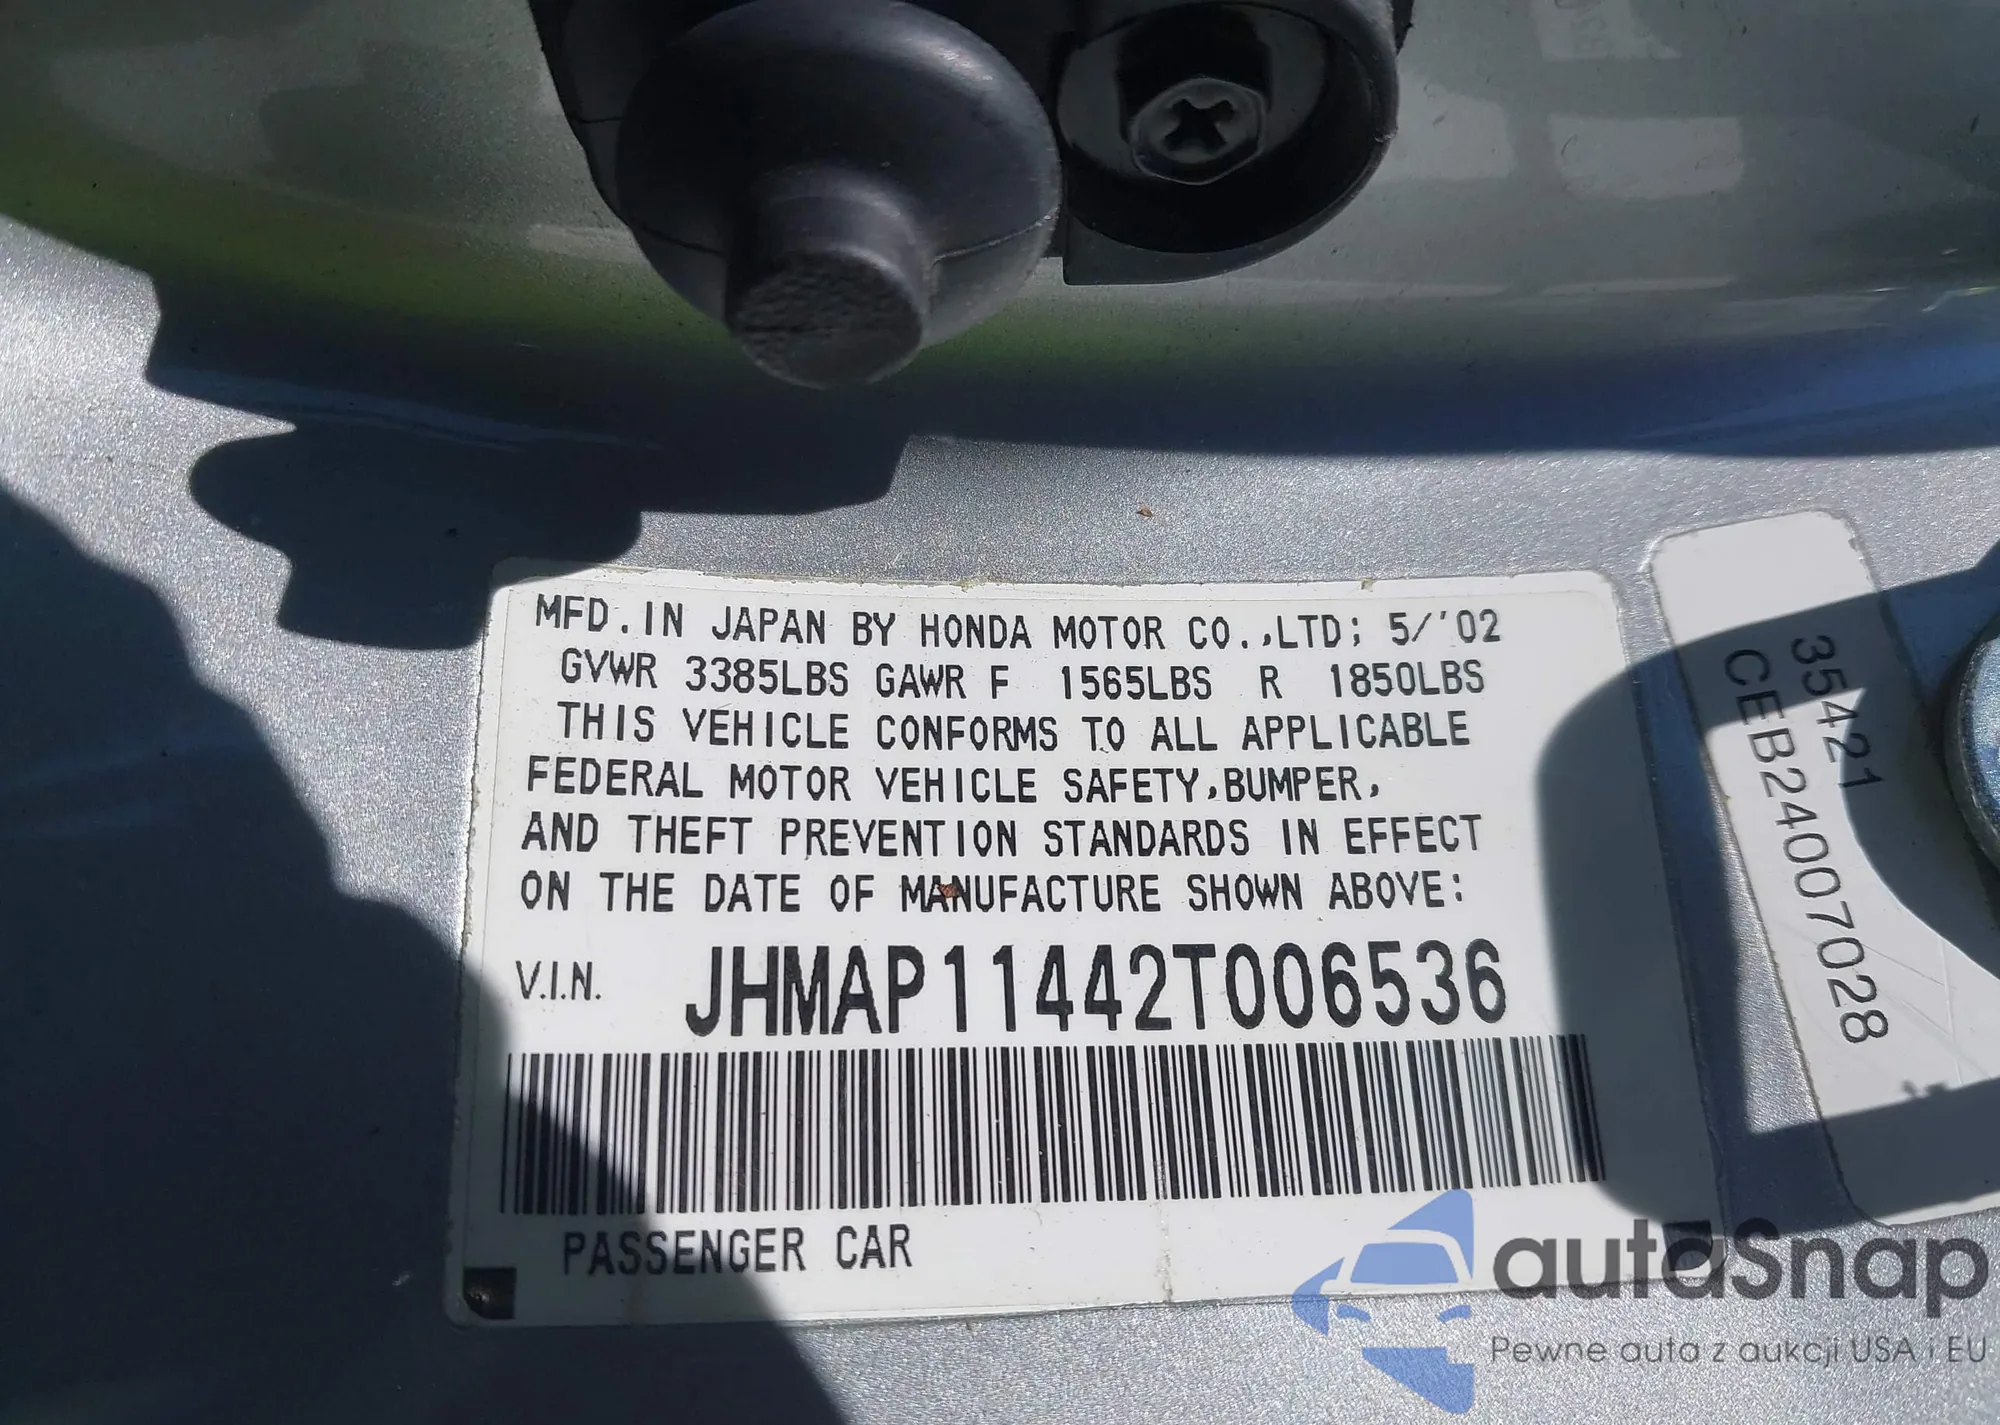 MFD. IN JAPAN BY HONDA MOTOR CO.,LTD; 5/'02
GVWR 3385LBS GAWR F 1565LBS R 1850LBS
THIS VEHICLE CONFORMS TO ALL APPLICABLE
FEDERAL MOTOR VEHICLE SAFETY,BUMPER,
AND THEFT PREVENTION STANDARDS IN EFFECT
ON THE DATE OF MANUFACTURE SHOWN ABOVE:
V.I.N. JHMAP11442T006536
PASSENGER CAR
35421
CEB24007028
autoSnap
Pewne auta z aukcji USA i EU